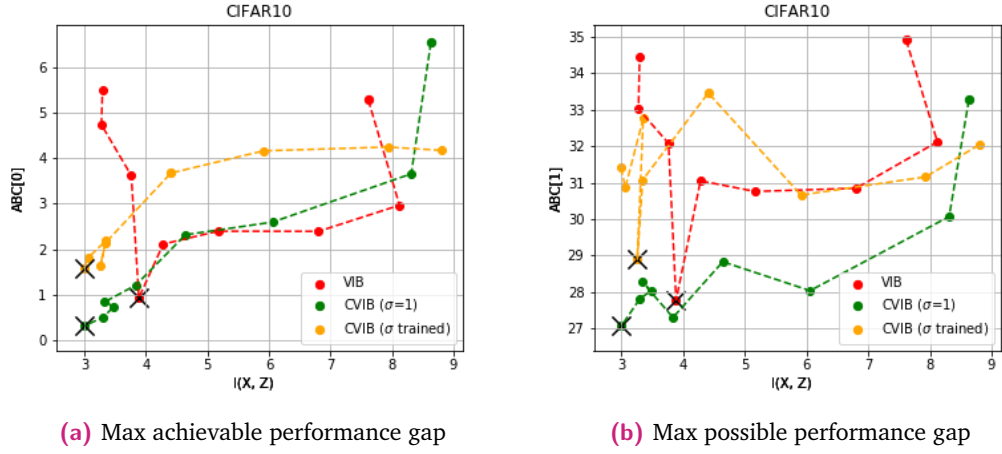 CIFAR10
6
5
4
3
2
1
0
ABC[0]
3 4 5 6 7 8 9
I(X, Z)
VIB
CVIB (σ=1)
CVIB (σ trained)
(a) Max achievable performance gap
CIFAR10
35
34
33
32
31
30
29
28
27
ABC[1]
3 4 5 6 7 8 9
I(X, Z)
VIB
CVIB (σ=1)
CVIB (σ trained)
(b) Max possible performance gap